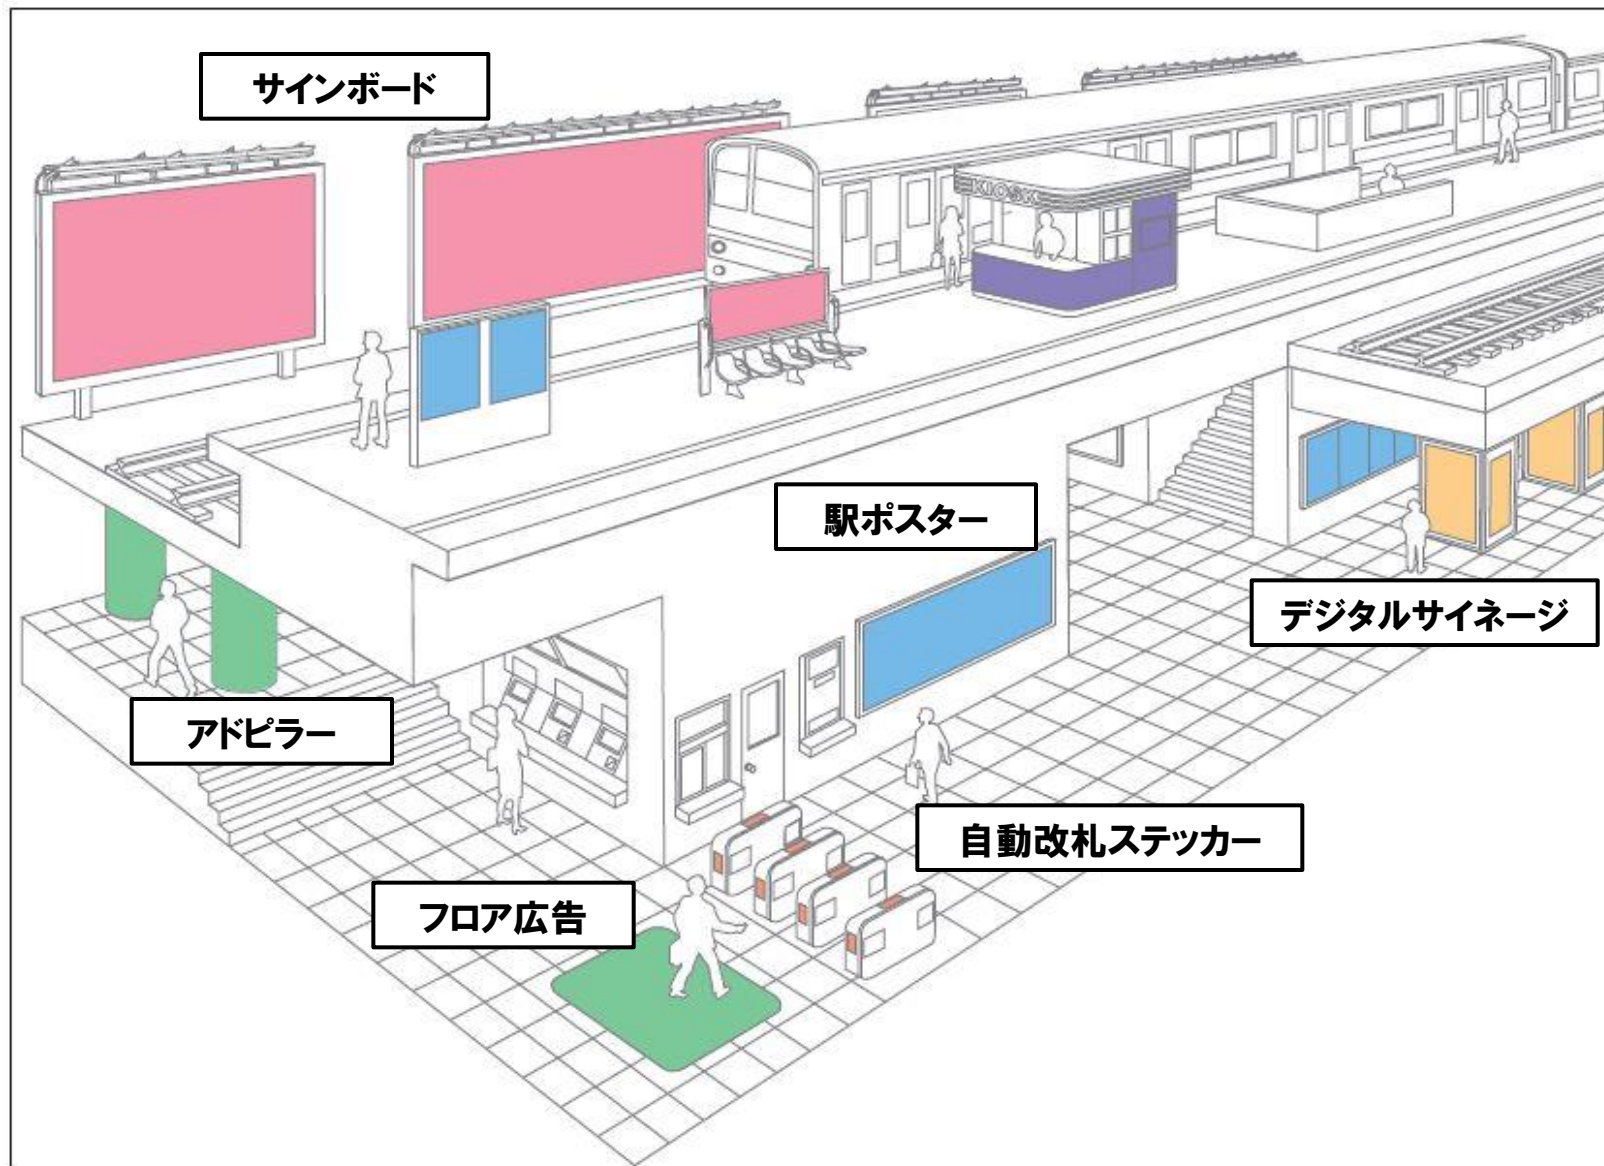 サインボード
KIOSK
駅ポスター
デジタルサイネージ
アドピラー
自動改札ステッカー
フロア広告